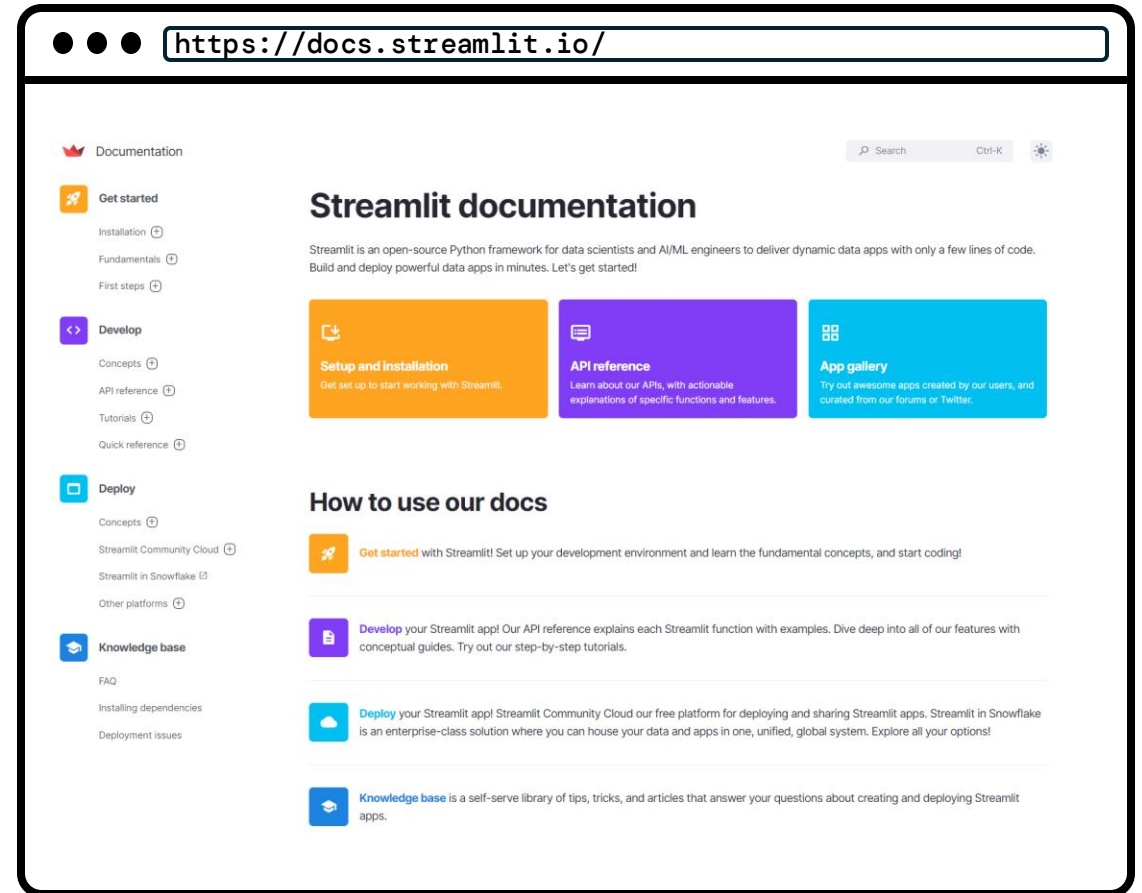 https://docs.streamlit.io/
Documentation
Search Ctrl-K
Get started
Installation
Fundamentals
First steps
Develop
Concepts
API reference
Tutorials
Quick reference
Deploy
Concepts
Streamlit Community Cloud
Streamlit in Snowflake
Other platforms
Knowledge base
FAQ
Installing dependencies
Deployment issues
Streamlit documentation
Streamlit is an open-source Python framework for data scientists and AI/ML engineers to deliver dynamic data apps with only a few lines of code.
Build and deploy powerful data apps in minutes. Let's get started!
Setup and installation
Get set up to start working with Streamlit.
API reference
Learn about our APIs, with actionable
explanations of specific functions and features.
App gallery
Try out awesome apps created by our users, and
curated from our forums or Twitter.
How to use our docs
Get started with Streamlit! Set up your development environment and learn the fundamental concepts, and start coding!
Develop your Streamlit app! Our API reference explains each Streamlit function with examples. Dive deep into all of our features with
conceptual guides. Try out our step-by-step tutorials.
Deploy your Streamlit app! Streamlit Community Cloud our free platform for deploying and sharing Streamlit apps. Streamlit in Snowflake
is an enterprise-class solution where you can house your data and apps in one, unified, global system. Explore all your options!
Knowledge base is a self-serve library of tips, tricks, and articles that answer your questions about creating and deploying Streamlit
apps.